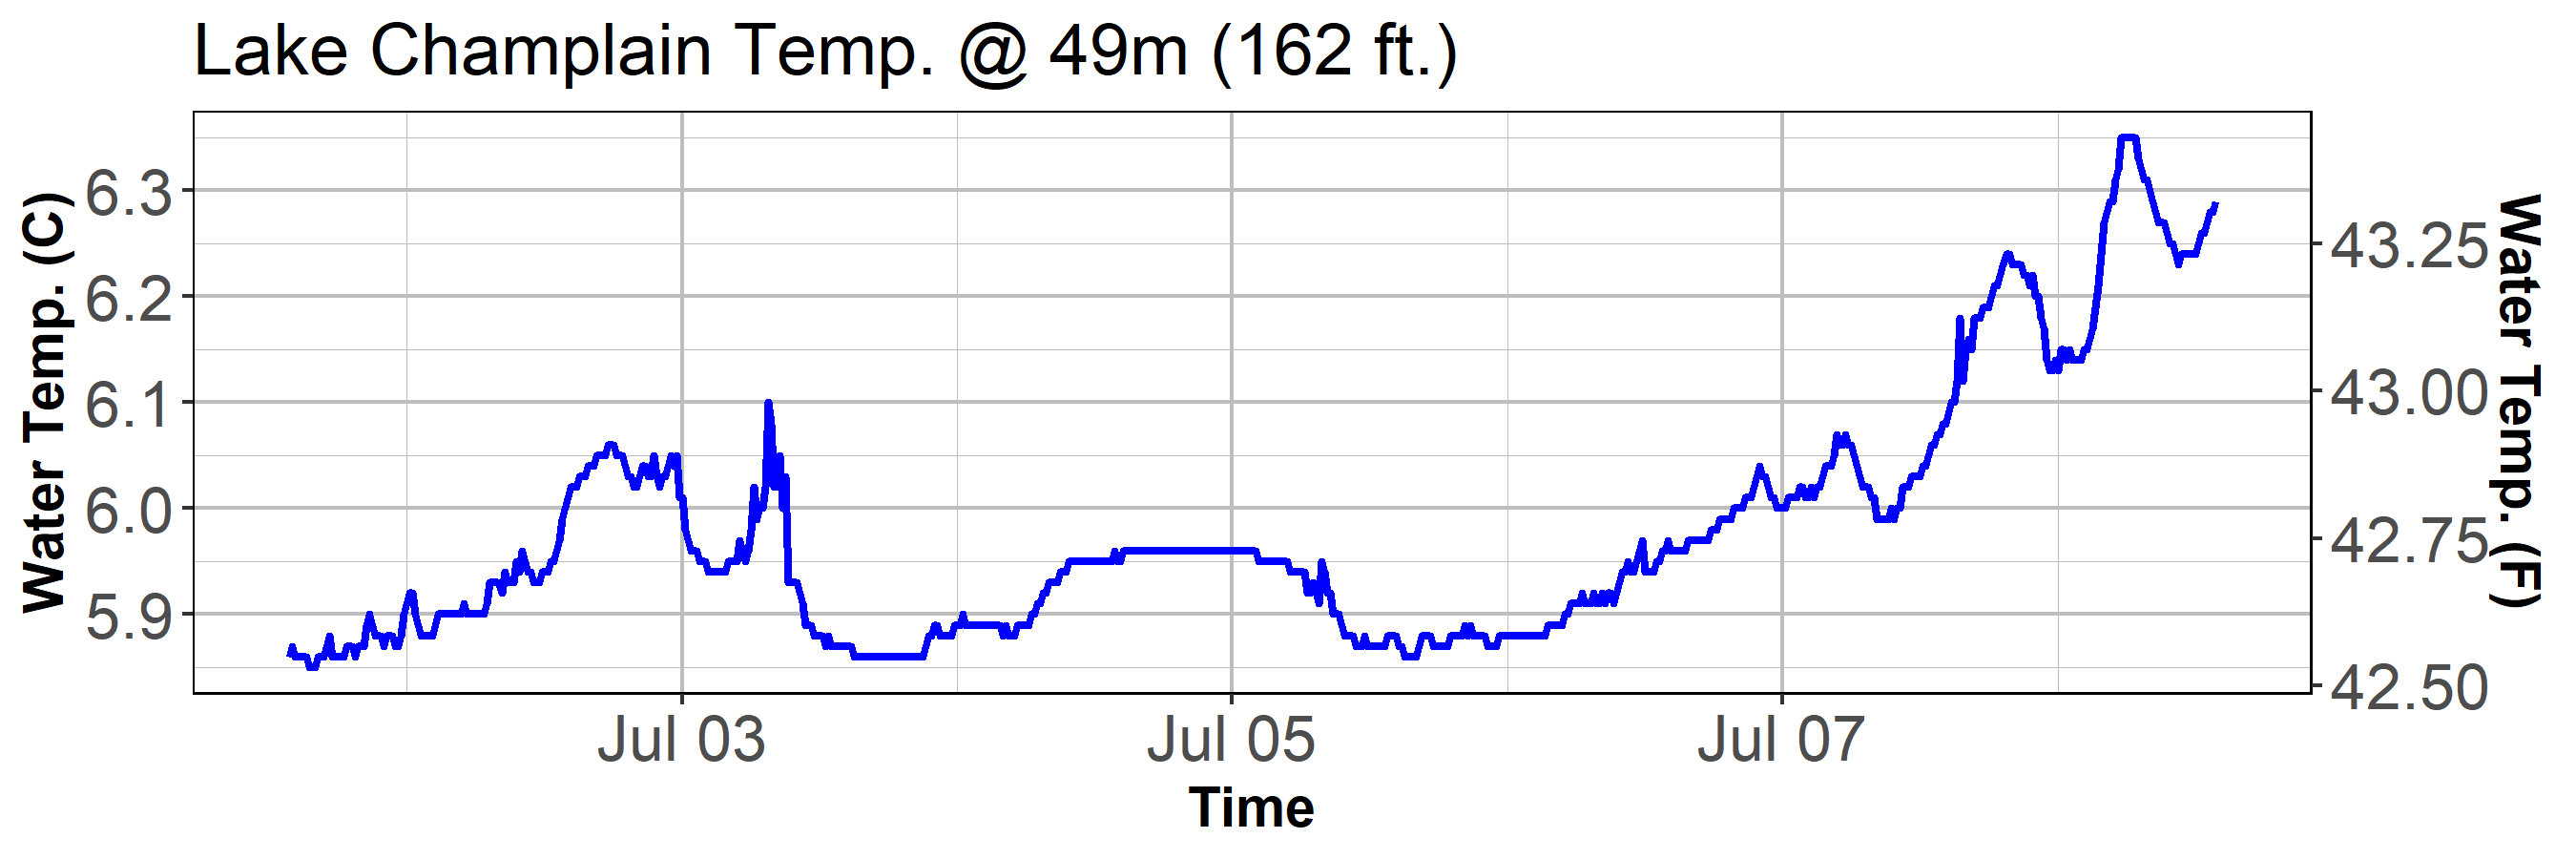 Lake Champlain Temp. @ 49m (162 ft.)
Water Temp. (C)
6.3
6.2
6.1
6.0
5.9
Water Temp. (F)
43.25
43.00
42.75
42.50
Jul 03
Jul 05
Jul 07
Time